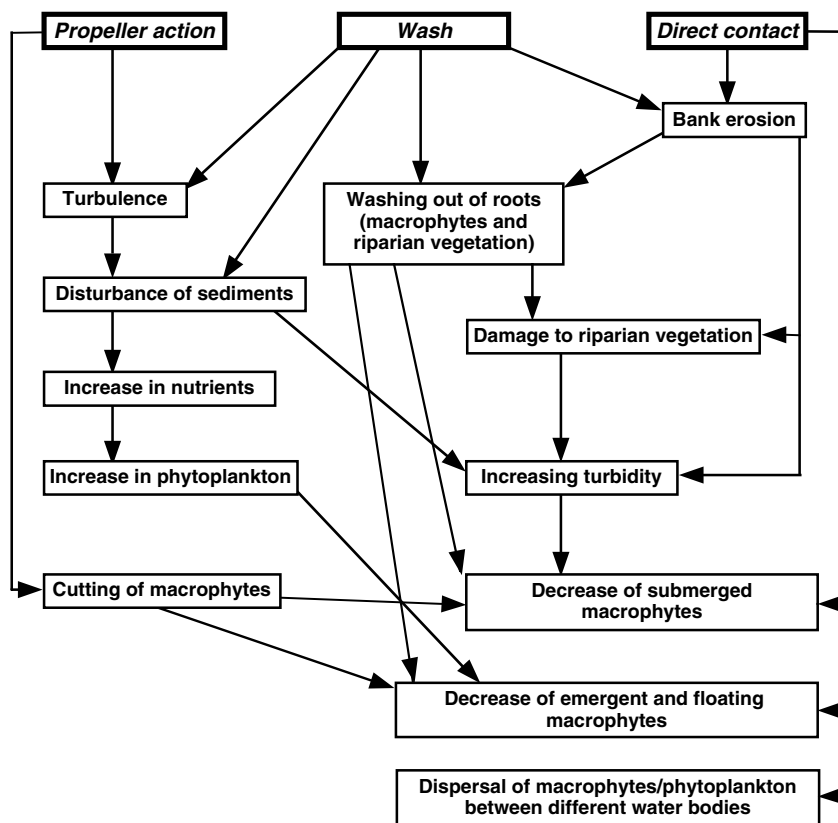 Propeller action
Wash
Direct contact
Bank erosion
Turbulence
Washing out of roots
(macrophytes and
riparian vegetation)
Disturbance of sediments
Damage to riparian vegetation
Increase in nutrients
Increase in phytoplankton
Increasing turbidity
Cutting of macrophytes
Decrease of submerged
macrophytes
Decrease of emergent and floating
macrophytes
Dispersal of macrophytes/phytoplankton
between different water bodies